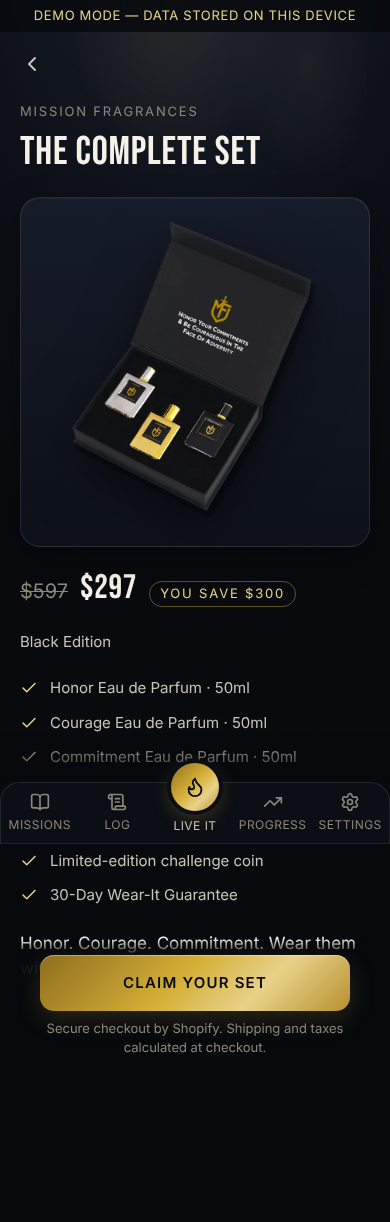 DEMO MODE — DATA STORED ON THIS DEVICE
MISSION FRAGRANCES
THE COMPLETE SET
HONOR YOUR COMMITMENTS
& BE COURAGEOUS IN THE
FACE OF ADVERSITY
$597 $297 YOU SAVE $300
Black Edition
Honor Eau de Parfum · 50ml
Courage Eau de Parfum · 50ml
Commitment Eau de Parfum · 50ml
MISSIONS LOG LIVE IT PROGRESS SETTINGS
Limited-edition challenge coin
30-Day Wear-It Guarantee
Honor. Courage. Commitment. Wear them
CLAIM YOUR SET
Secure checkout by Shopify. Shipping and taxes
calculated at checkout.